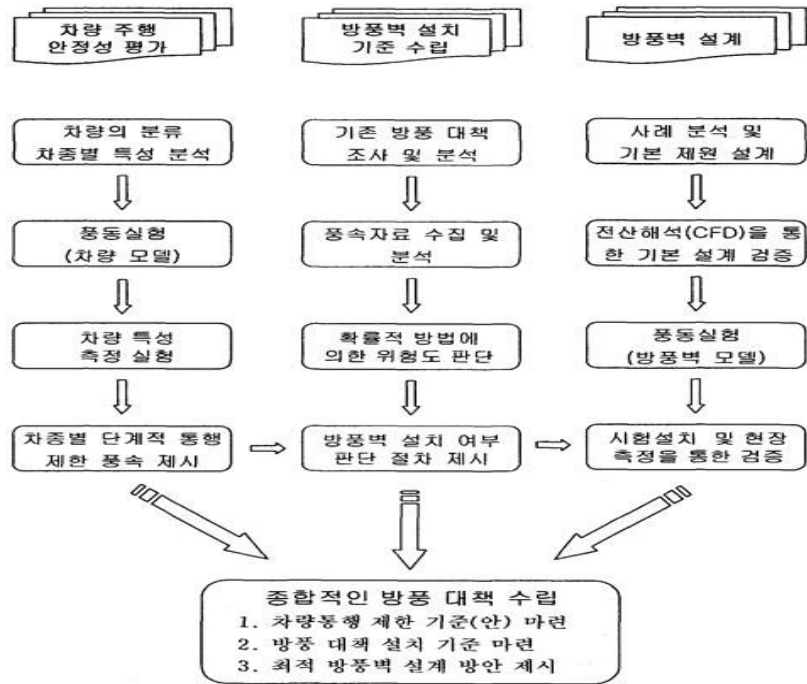 차량 주행
안정성 평가
방풍벽 설치
기준 수립
방풍벽 설계
차량의 분류
차종별 특성 분석
기존 방풍 대책
조사 및 분석
사례 분석 및
기본 제원 설계
풍동실험
(차량 모델)
풍속자료 수집 및
분석
전산해석(CFD)을 통
한 기본 설계 검증
차량 특성
측정 실험
확률적 방법에
의한 위험도 판단
풍동실험
(방풍벽 모델)
차종별 단계적 통행
제한 풍속 제시
방풍벽 설치 여부
판단 절차 제시
시험설치 및 현장
측정을 통한 검증
종합적인 방풍 대책 수립
1. 차량통행 제한 기준(안) 마련
2. 방풍 대책 설치 기준 마련
3. 최적 방풍벽 설계 방안 제시